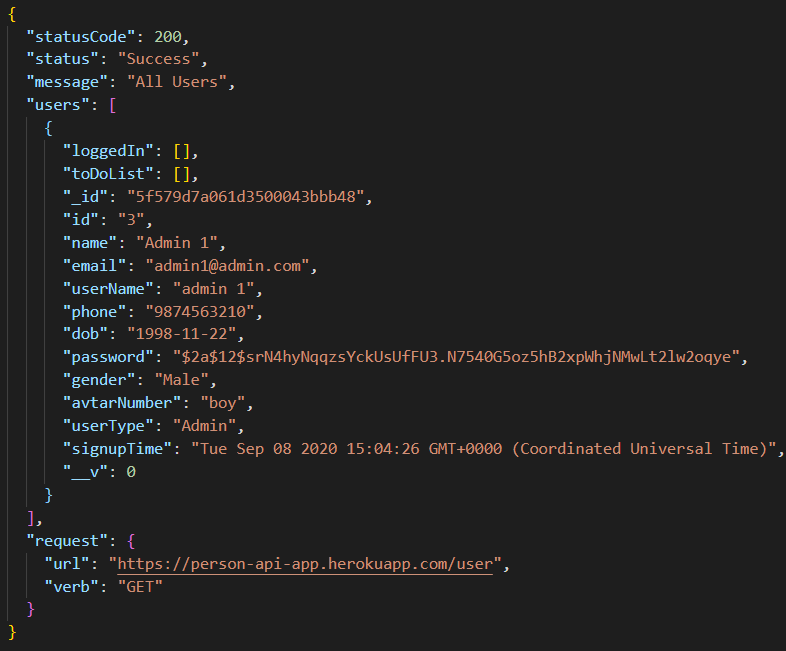 {
"statusCode": 200,
"status": "Success",
"message": "All Users",
"users": [
{
"loggedIn": [],
"toDoList": [],
"_id": "5f579d7a061d3500043bbb48",
"id": "3",
"name": "Admin 1",
"email": "admin1@admin.com",
"userName": "admin 1",
"phone": "9874563210",
"dob": "1998-11-22",
"password": "$2a$12$srN4hyNqqzsYckUsUfFU3.N7540G5oz5hB2xpWhjNMwLt2lw2oqye",
"gender": "Male",
"avtarNumber": "boy",
"userType": "Admin",
"signupTime": "Tue Sep 08 2020 15:04:26 GMT+0000 (Coordinated Universal Time)",
"__v": 0
}
],
"request": {
"url": "https://person-api-app.herokuapp.com/user",
"verb": "GET"
}
}